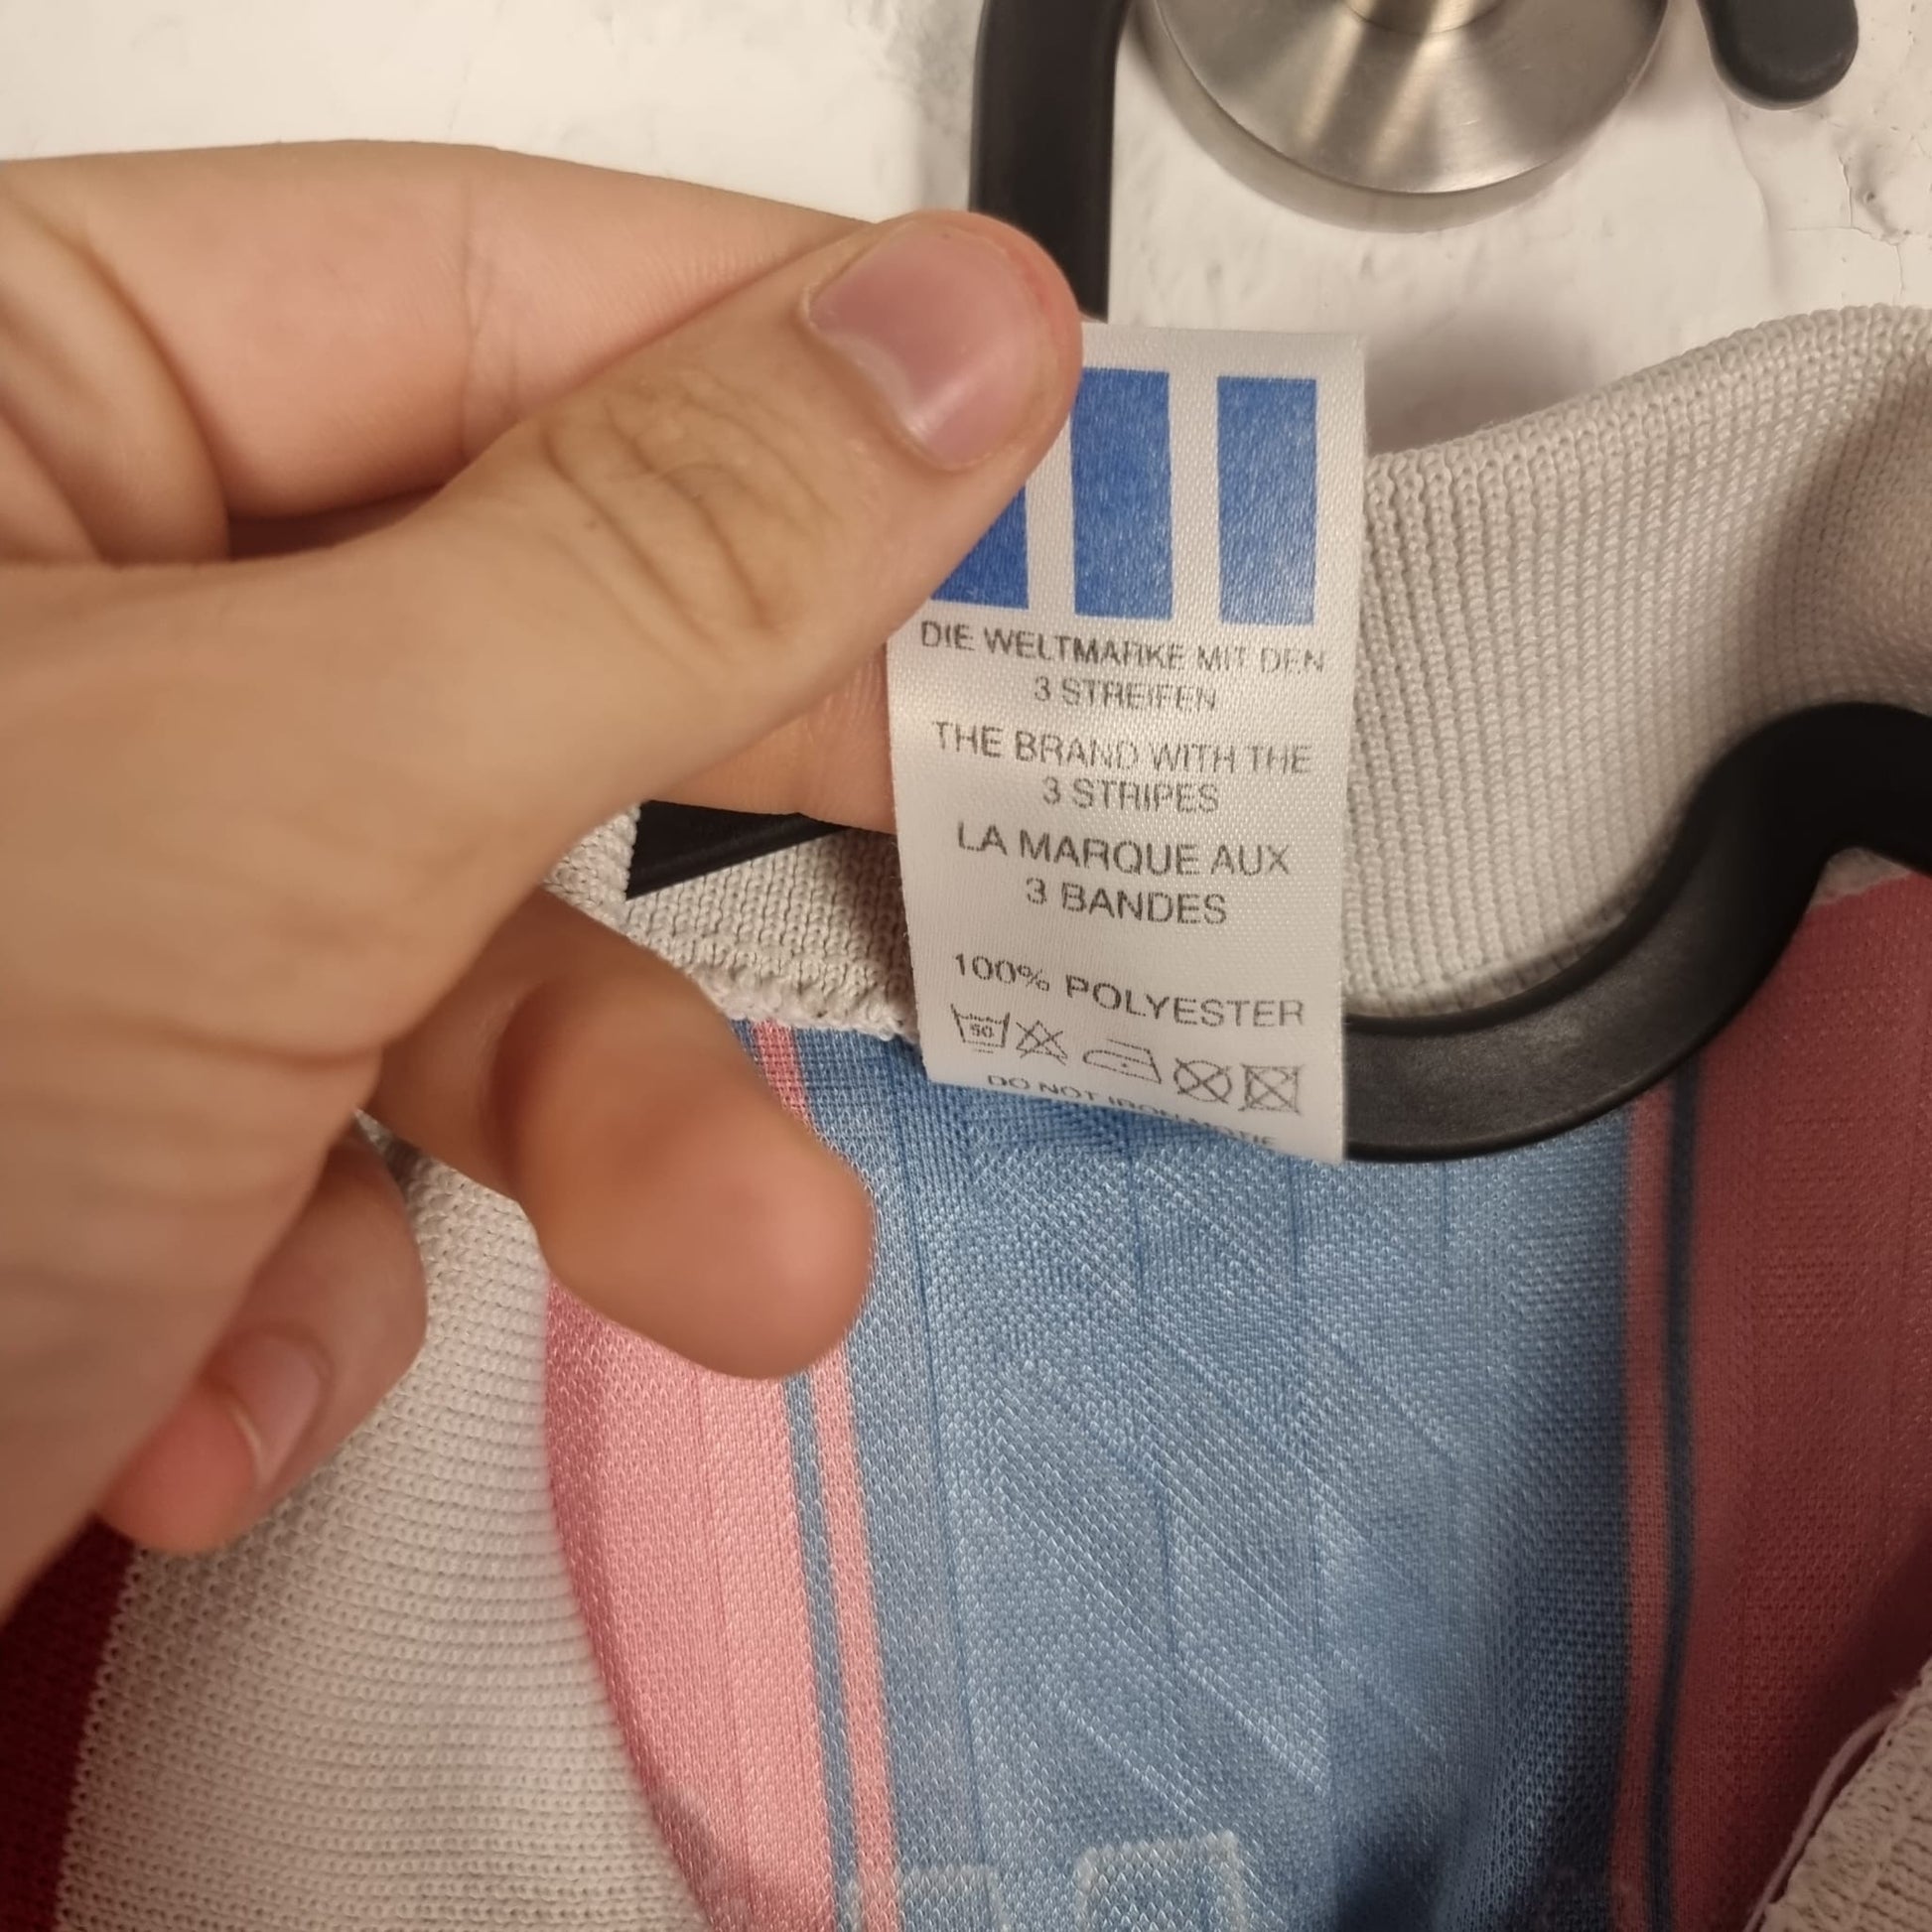 DIE WELTMARKE MIT DEN
3 STREIFEN
THE BRAND WITH THE
3 STRIPES
LA MARQUE AUX
3 BANDES
100% POLYESTER
50
DO NOT IRON MOTIF